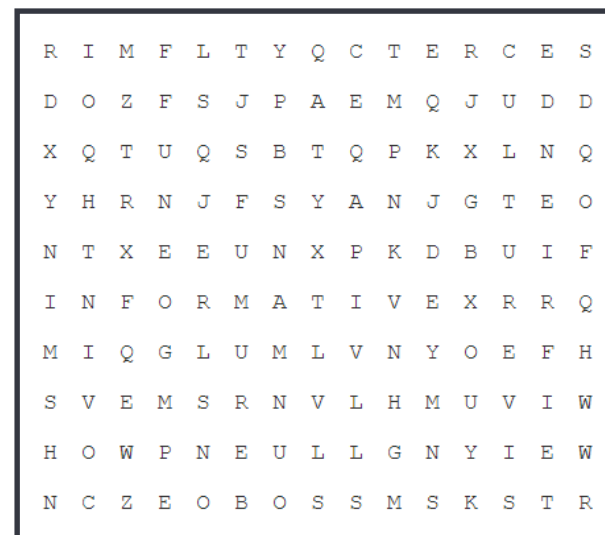 R I M F L T Y Q C T E R C E S
D O Z F S J P A E M Q J U D D
X Q T U Q S B T Q P K X L N Q
Y H R N J F S Y A N J G T E O
N T X E E U N X P K D B U I F
I N F O R M A T I V E X R R Q
M I Q G L U M L V N Y O E F H
S V E M S R N V L H M U V I W
H O W P N E U L L G N Y I E W
N C Z E O B O S S M S K S T R